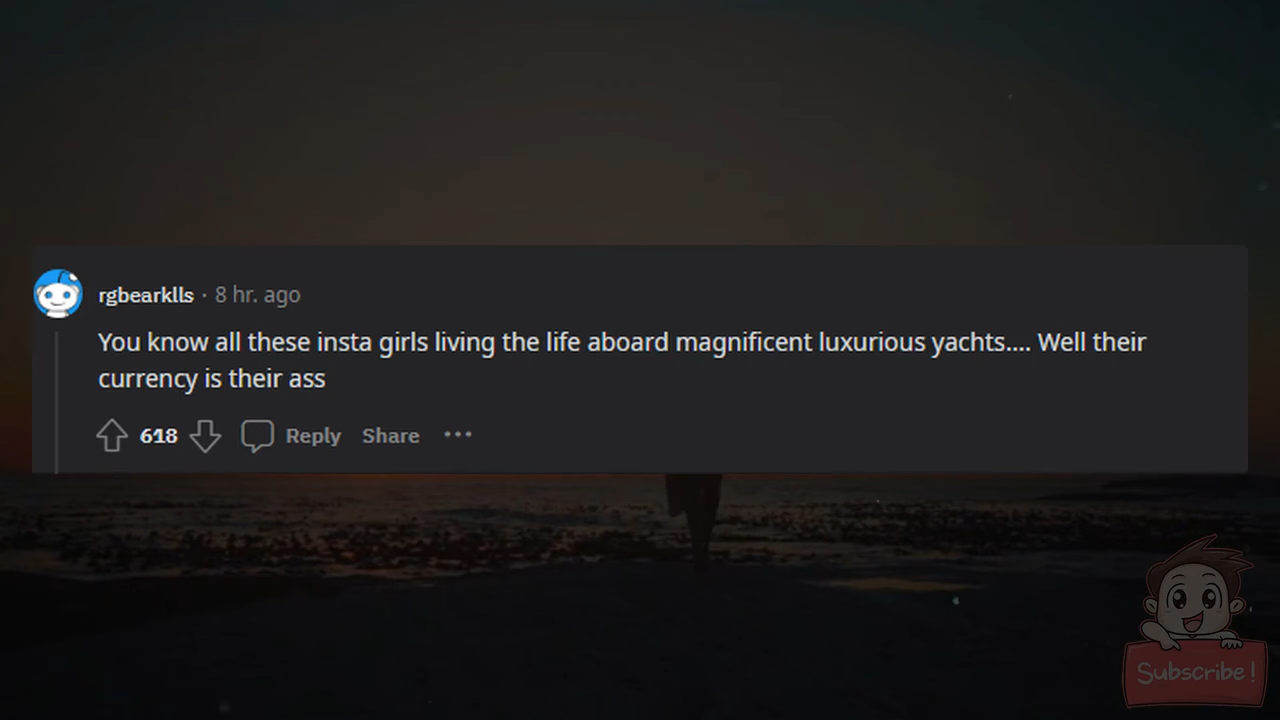 rgbearklls · 8 hr. ago
You know all these insta girls living the life aboard magnificent luxurious yachts.... Well their
currency is their ass
618 Reply Share ···
Subscribe!